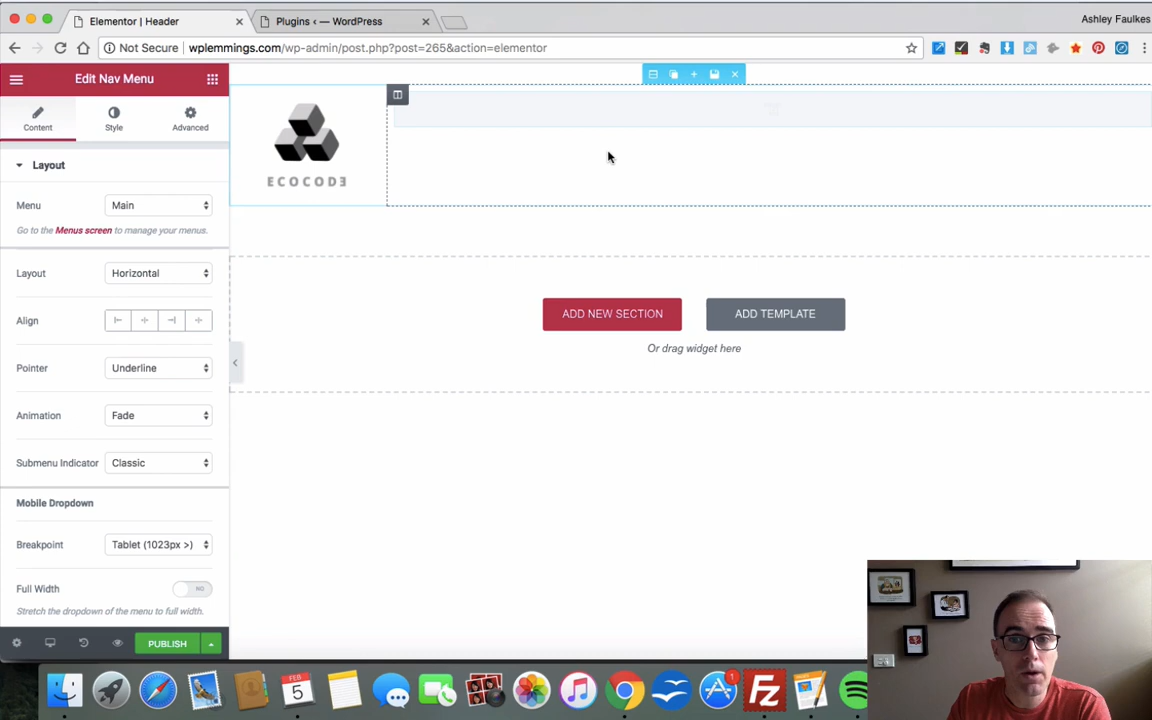 Elementor | Header
Plugins ‹ — WordPress
Ashley Faulkes
Not Secure
wplemmings.com/wp-admin/post.php?post=265&action=elementor
Edit Nav Menu
Content
Style
Advanced
Layout
Menu
Main
Go to the Menus screen to manage your menus.
Layout
Horizontal
Align
Pointer
Underline
Animation
Fade
Submenu Indicator
Classic
Mobile Dropdown
Breakpoint
Tablet (1023px >)
Full Width
NO
Stretch the dropdown of the menu to full width.
PUBLISH
ECOCODE
ADD NEW SECTION
ADD TEMPLATE
Or drag widget here
FEB
5
1
FZ